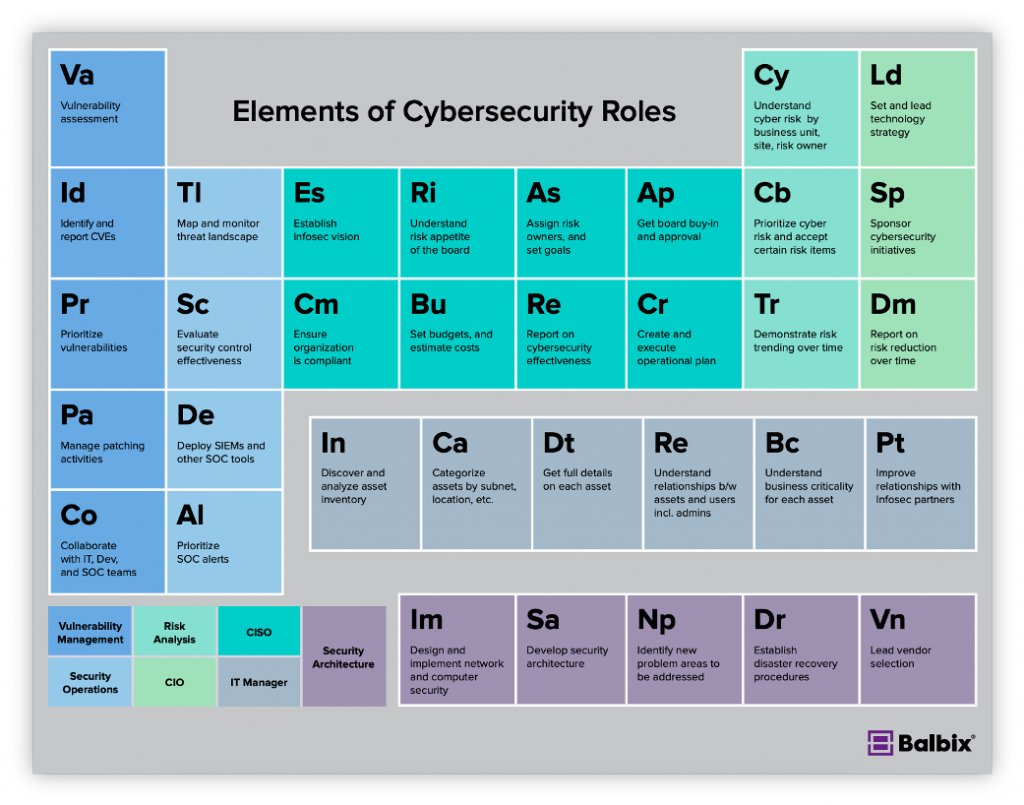 Elements of Cybersecurity Roles
Va
Vulnerability
assessment
Cy
Understand
cyber risk by
business unit,
site, risk owner
Ld
Set and lead
technology
strategy
Id
Identify and
report CVEs
Tl
Map and monitor
threat landscape
Es
Establish
infosec vision
Ri
Understand
risk appetite
of the board
As
Assign risk
owners, and
set goals
Ap
Get board buy-in
and approval
Cb
Prioritize cyber
risk and accept
certain risk items
Sp
Sponsor
cybersecurity
initiatives
Pr
Prioritize
vulnerabilities
Sc
Evaluate
security control
effectiveness
Cm
Ensure
organization
is compliant
Bu
Set budgets, and
estimate costs
Re
Report on
cybersecurity
effectiveness
Cr
Create and
execute
operational plan
Tr
Demonstrate risk
trending over time
Dm
Report on
risk reduction
over time
Pa
Manage patching
activities
De
Deploy SIEMs and
other SOC tools
In
Discover and
analyze asset
inventory
Ca
Categorize
assets by subnet,
location, etc.
Dt
Get full details
on each asset
Re
Understand
relationships b/w
assets and users
incl. admins
Bc
Understand
business criticality
for each asset
Pt
Improve
relationships with
Infosec partners
Co
Collaborate
with IT, Dev,
and SOC teams
Al
Prioritize
SOC alerts
Vulnerability
Management
Risk
Analysis
CISO
Security
Architecture
Security
Operations
CIO
IT Manager
Im
Design and
implement network
and computer
security
Sa
Develop security
architecture
Np
Identify new
problem areas to
be addressed
Dr
Establish
disaster recovery
procedures
Vn
Lead vendor
selection
Balbix®